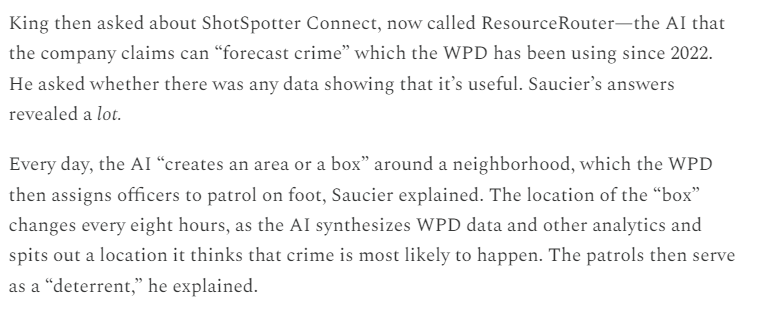 King then asked about ShotSpotter Connect, now called ResourceRouter—the AI that
the company claims can “forecast crime” which the WPD has been using since 2022.
He asked whether there was any data showing that it’s useful. Saucier’s answers
revealed a lot.
Every day, the AI “creates an area or a box” around a neighborhood, which the WPD
then assigns officers to patrol on foot, Saucier explained. The location of the “box”
changes every eight hours, as the AI synthesizes WPD data and other analytics and
spits out a location it thinks that crime is most likely to happen. The patrols then serve
as a “deterrent,” he explained.